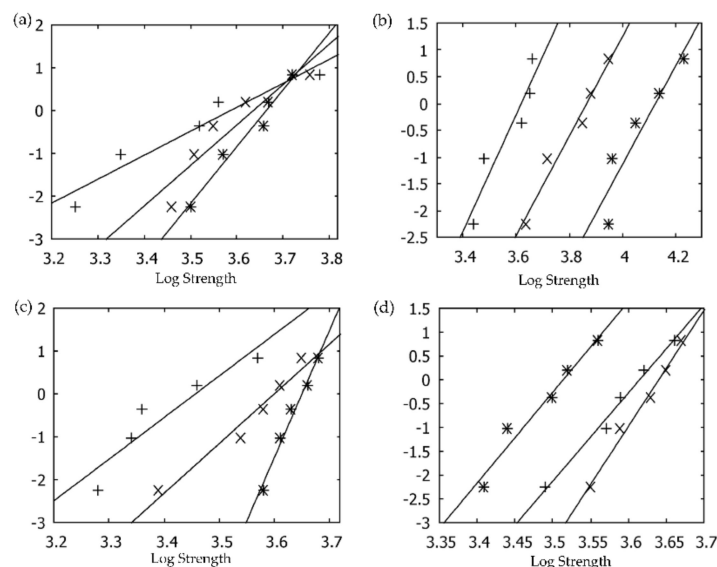 (a)
2
1
0
-1
-2
-3
3.2 3.3 3.4 3.5 3.6 3.7 3.8
Log Strength
(b)
1.5
1
0.5
0
-0.5
-1
-1.5
-2
-2.5
3.4 3.6 3.8 4 4.2
Log Strength
(c)
2
1
0
-1
-2
-3
3.2 3.3 3.4 3.5 3.6 3.7
Log Strength
(d)
1.5
1
0.5
0
-0.5
-1
-1.5
-2
-2.5
-3
3.35 3.4 3.45 3.5 3.55 3.6 3.65 3.7
Log Strength